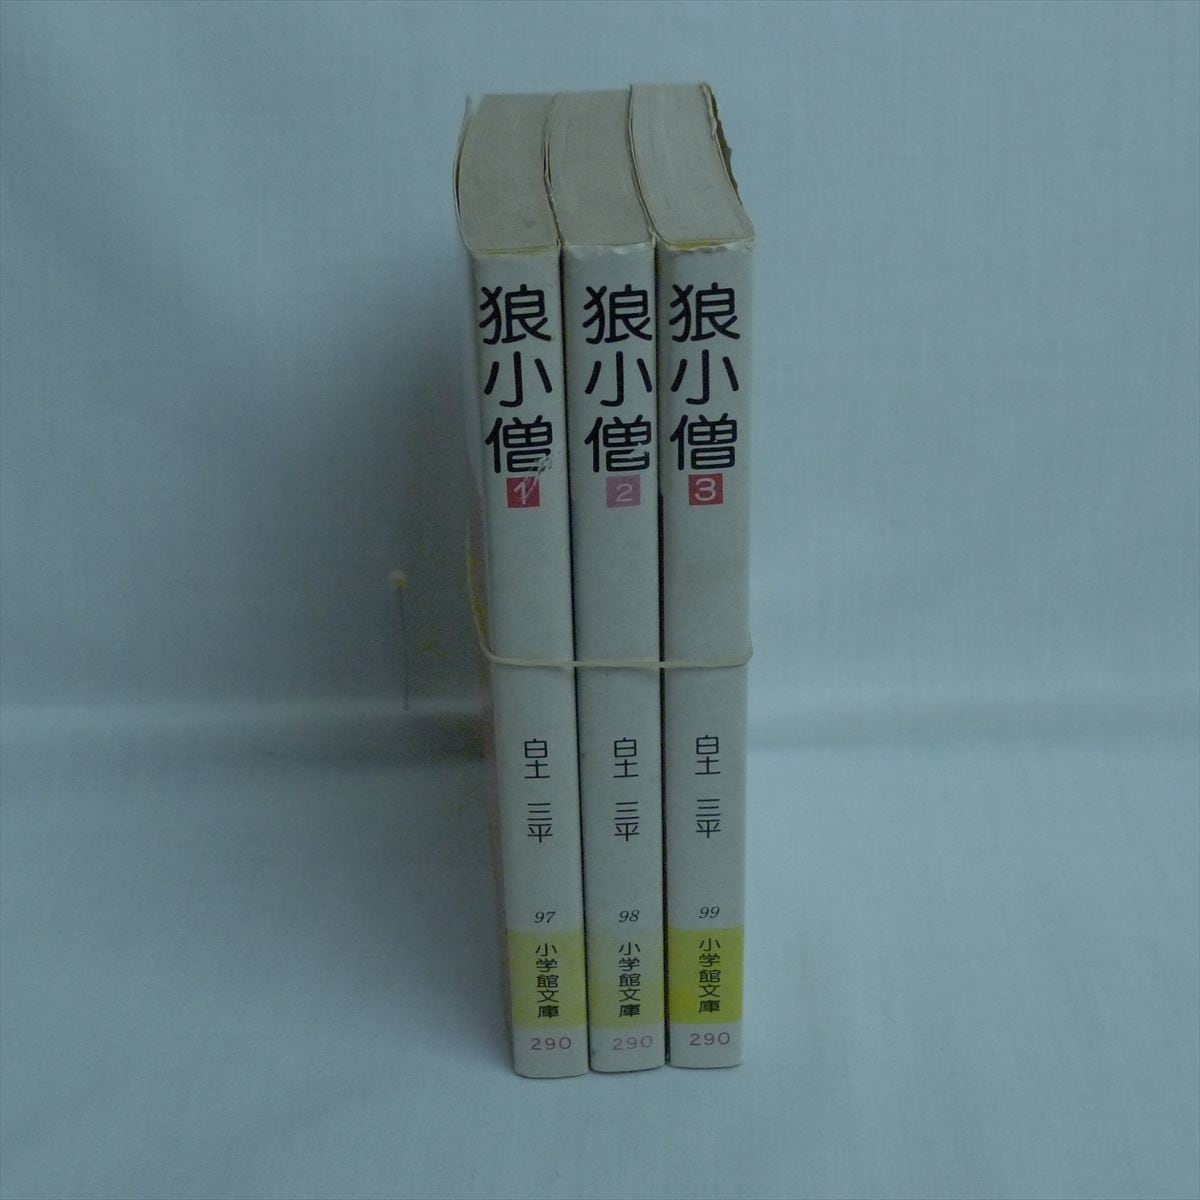 狼小僧
1
白土 三平
97
小学館文庫
290
狼小僧
2
白土 三平
98
小学館文庫
290
狼小僧
3
白土 三平
99
小学館文庫
290